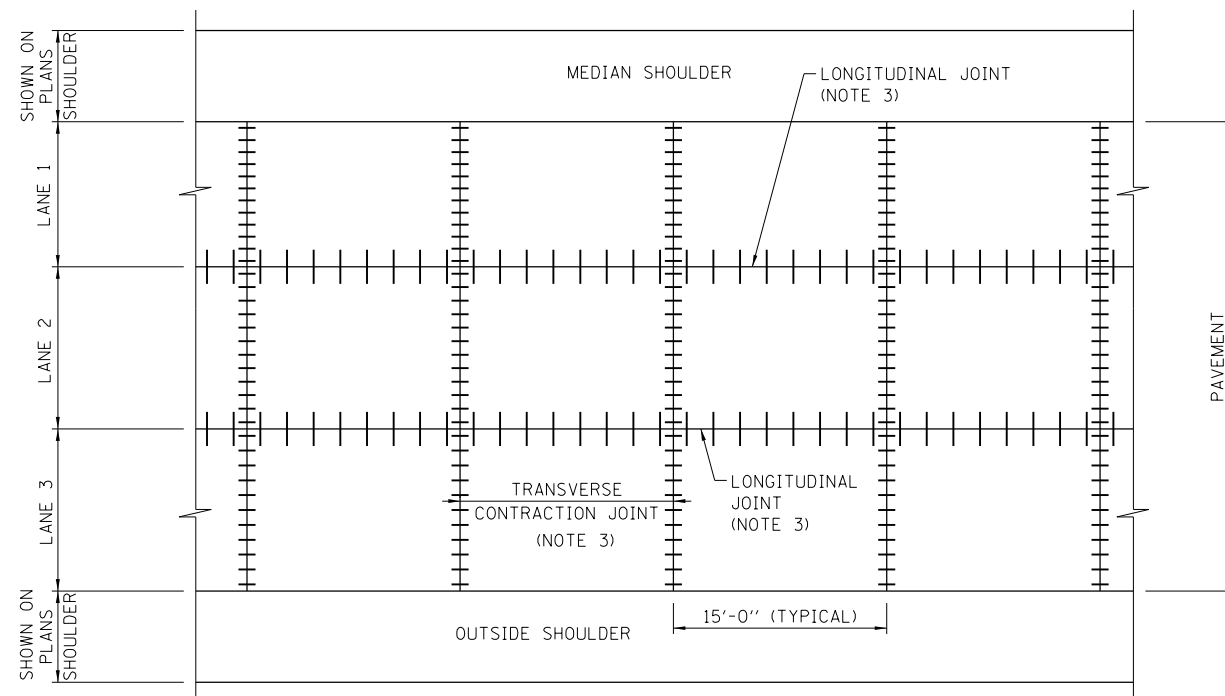 SHOWN ON
PLANS
SHOULDER
MEDIAN SHOULDER
LONGITUDINAL JOINT
(NOTE 3)
LANE 1
LANE 2
LANE 3
PAVEMENT
TRANSVERSE
CONTRACTION JOINT
(NOTE 3)
LONGITUDINAL
JOINT
(NOTE 3)
SHOWN ON
PLANS
SHOULDER
OUTSIDE SHOULDER
15'-0'' (TYPICAL)